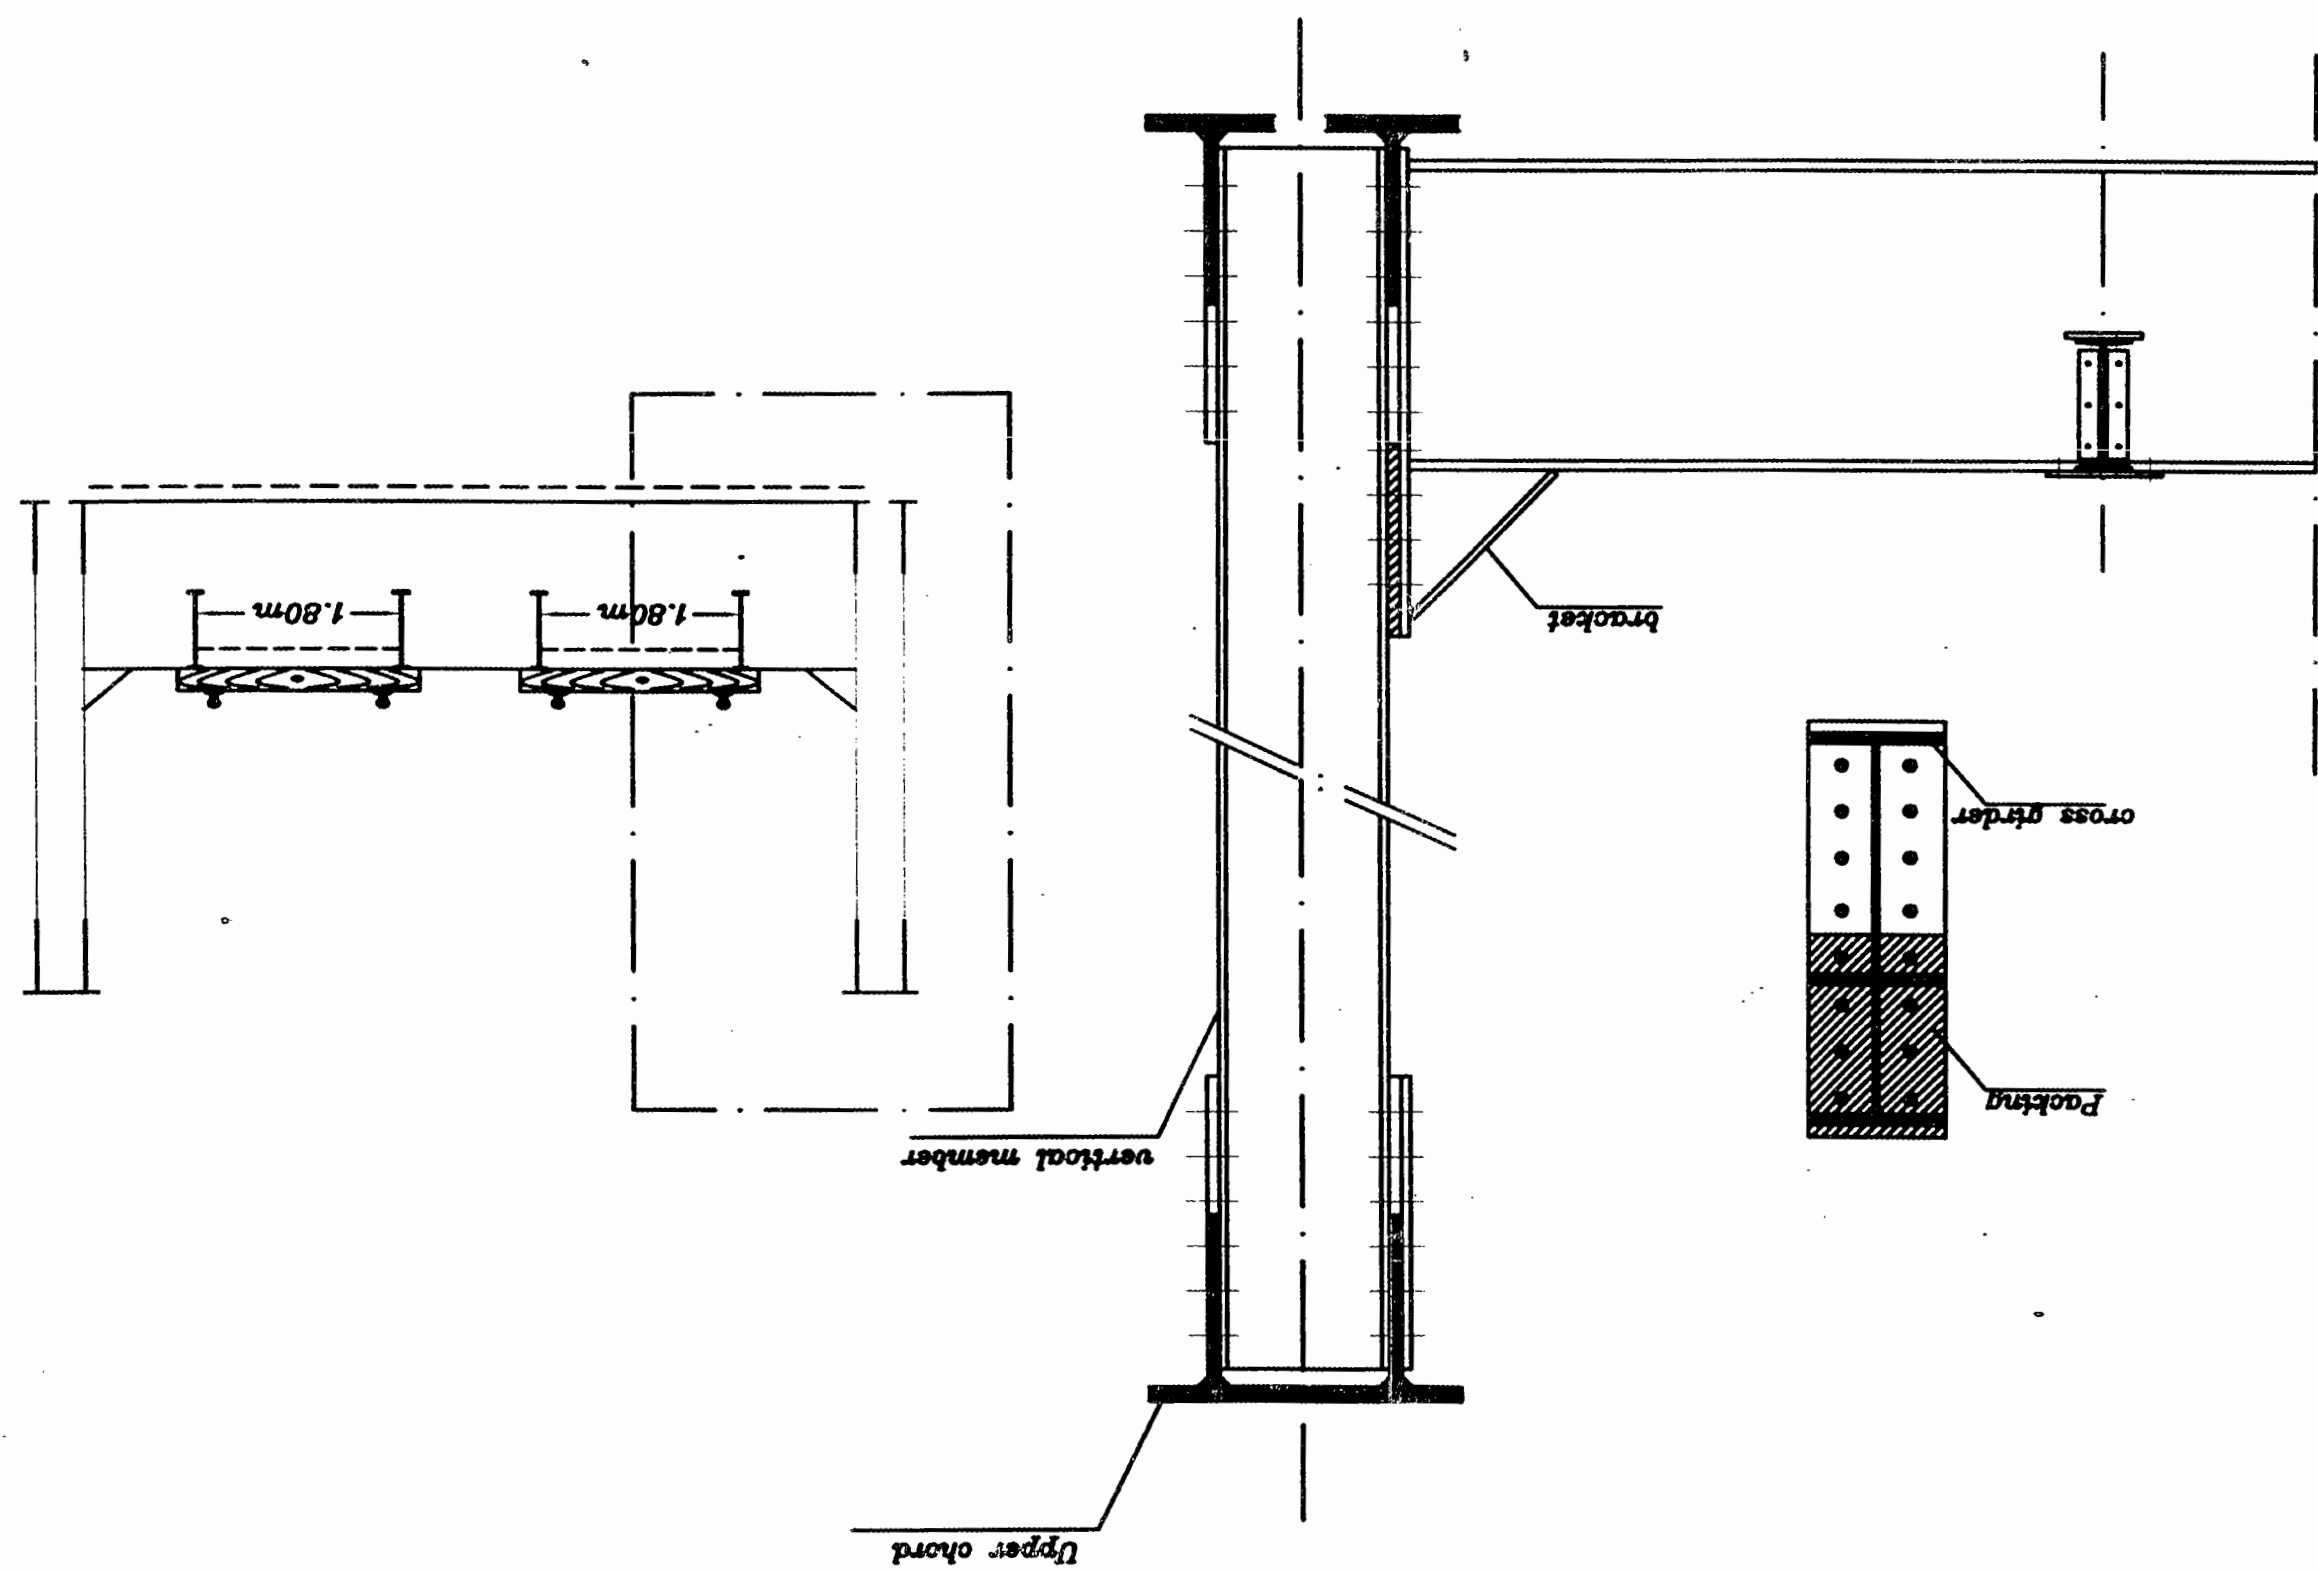 Upper chord
vertical member
Packing
cross girder
bracket
1.80m
1.80m